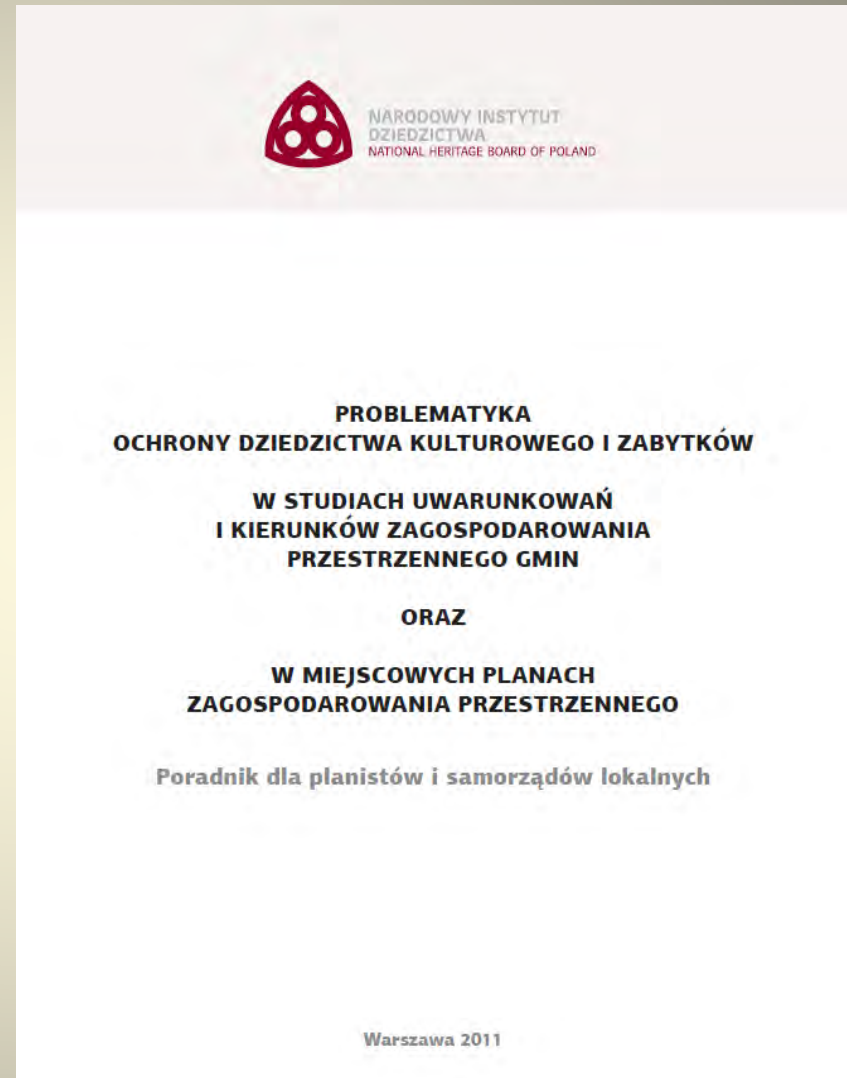 NARODOWY INSTYTUT
DZIEDZICTWA
NATIONAL HERITAGE BOARD OF POLAND
PROBLEMATYKA
OCHRONY DZIEDZICTWA KULTUROWEGO I ZABYTKÓW
W STUDIACH UWARUNKOWAŃ
I KIERUNKÓW ZAGOSPODAROWANIA
PRZESTRZENNEGO GMIN
ORAZ
W MIEJSCOWYCH PLANACH
ZAGOSPODAROWANIA PRZESTRZENNEGO
Poradnik dla planistów i samorządów lokalnych
Warszawa 2011